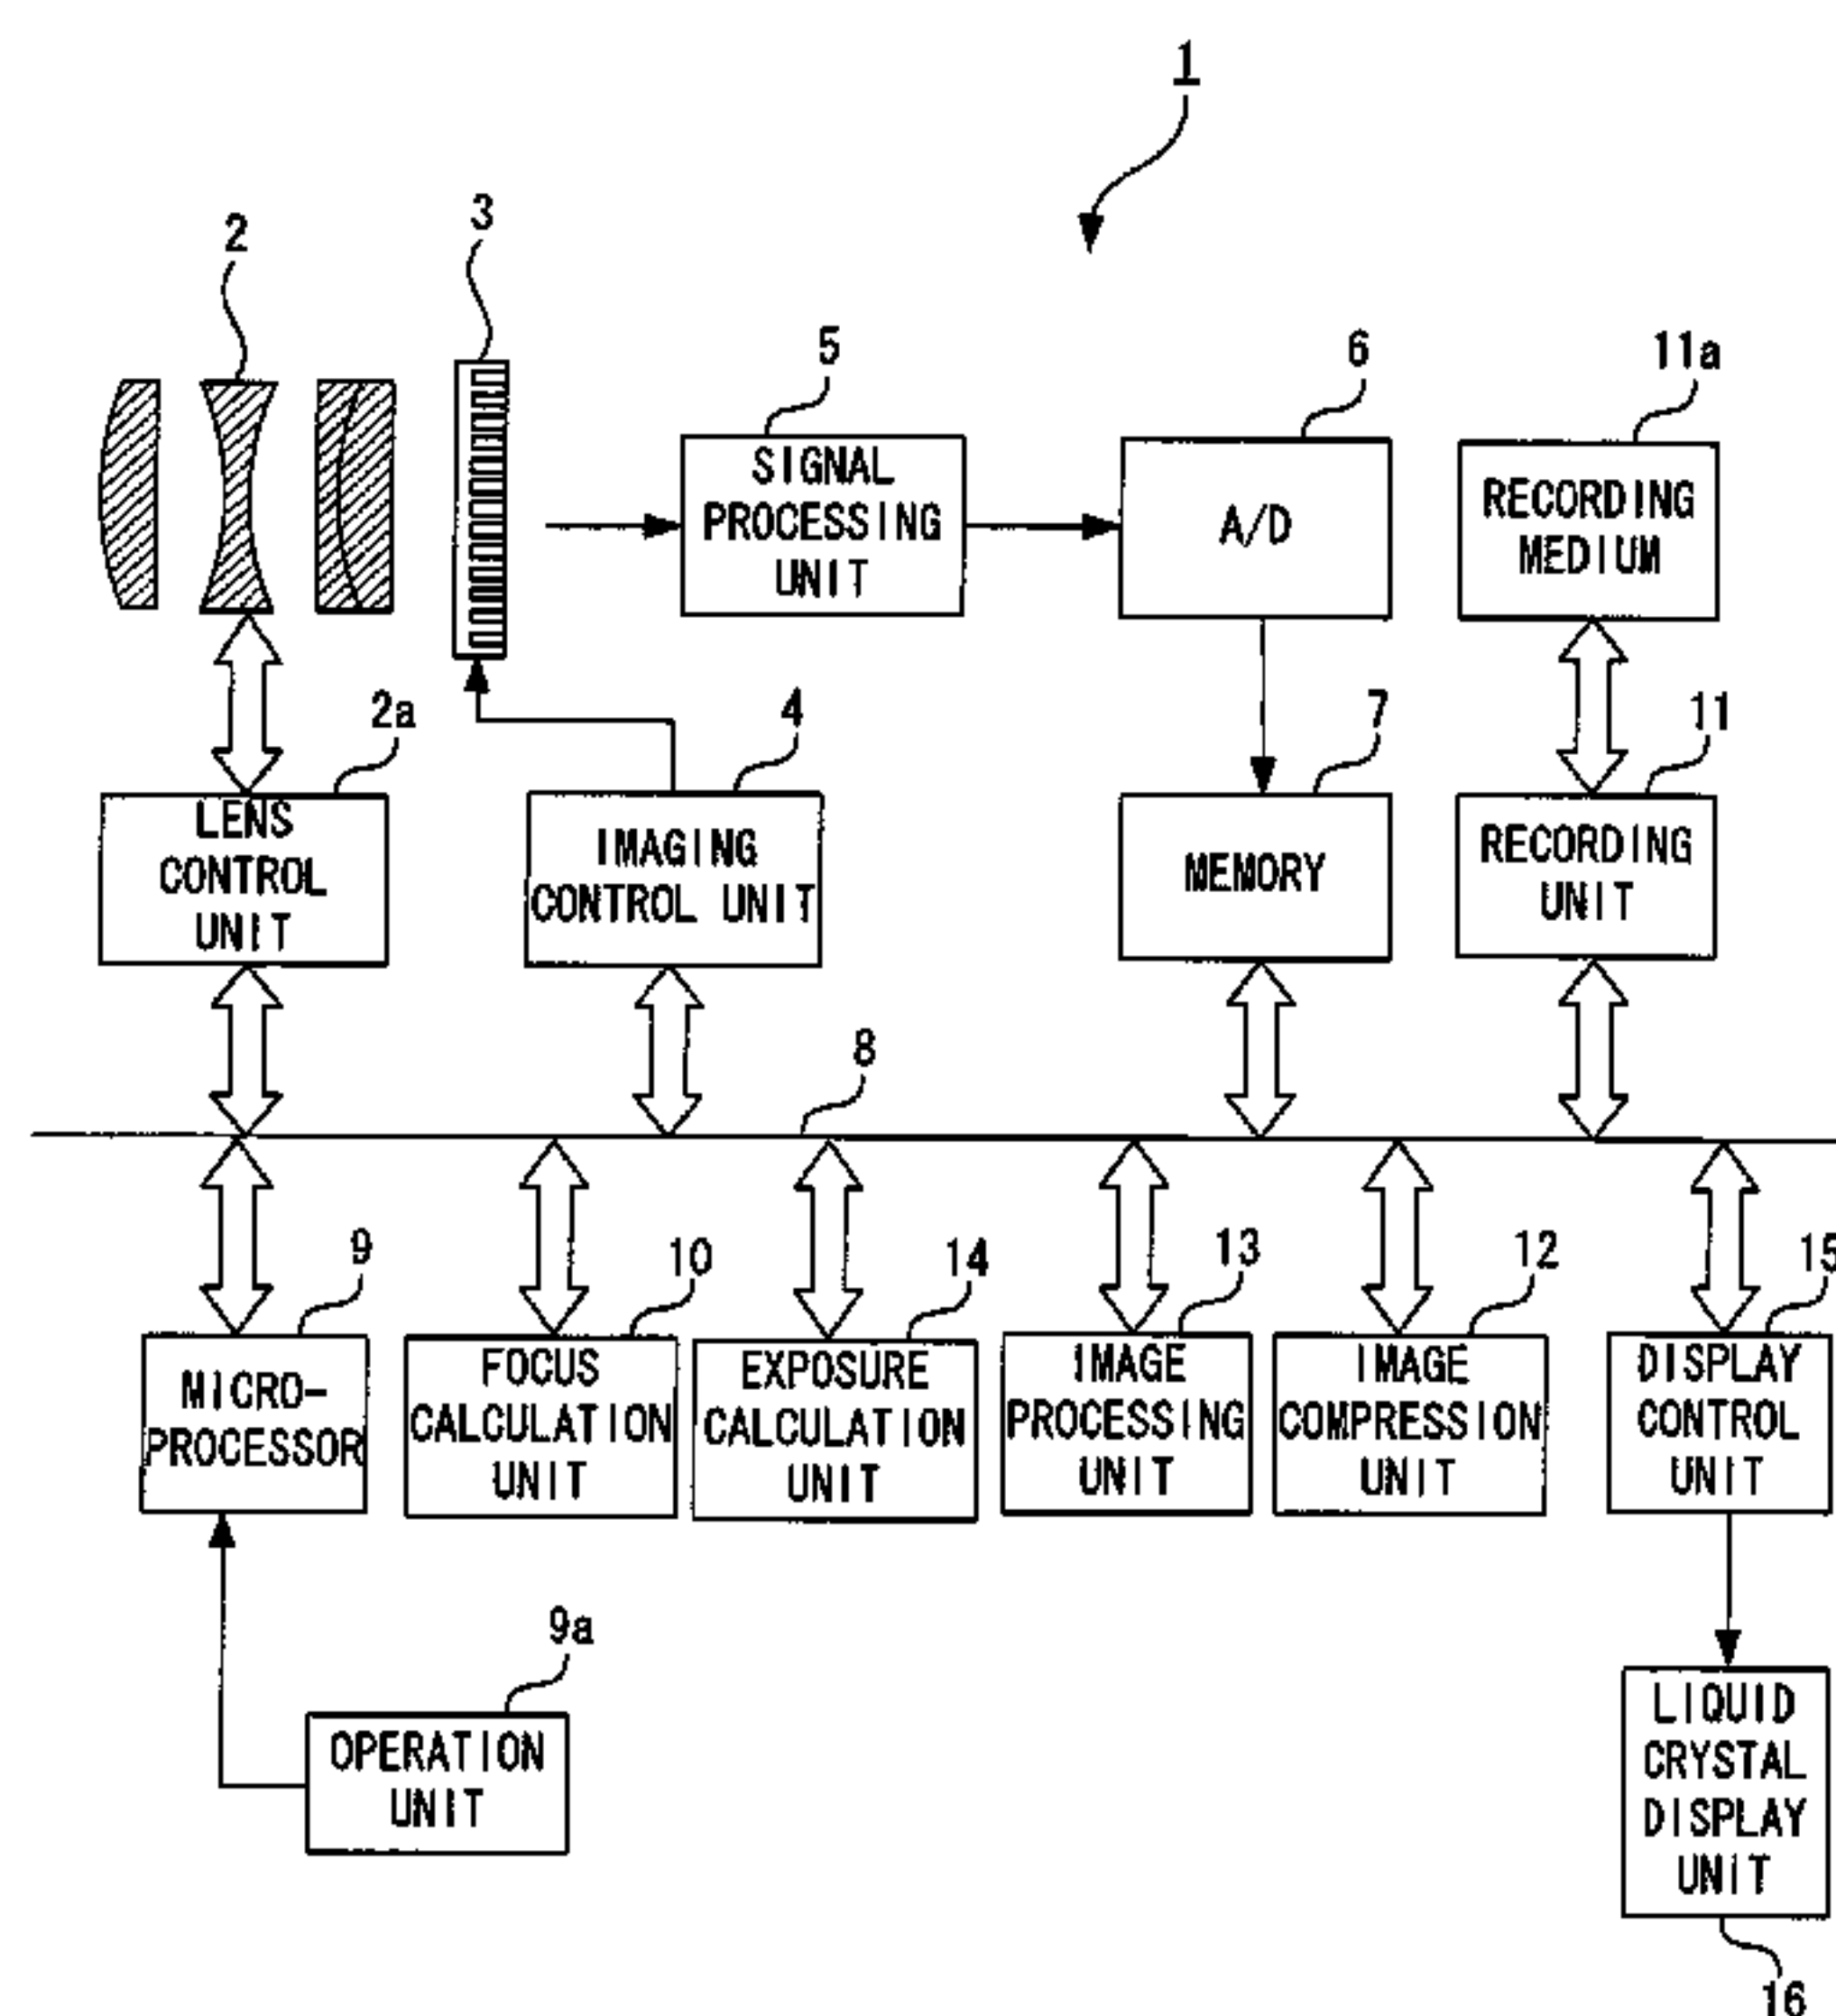 1
2
3
5
6
11a
SIGNAL
PROCESSING
UNIT
A/D
RECORDING
MEDIUM
2a
4
7
11
LENS
CONTROL
UNIT
IMAGING
CONTROL UNIT
MEMORY
RECORDING
UNIT
8
9
10
14
13
12
15
MICRO-
PROCESSOR
FOCUS
CALCULATION
UNIT
EXPOSURE
CALCULATION
UNIT
IMAGE
PROCESSING
UNIT
IMAGE
COMPRESSION
UNIT
DISPLAY
CONTROL
UNIT
9a
OPERATION
UNIT
LIQUID
CRYSTAL
DISPLAY
UNIT
16